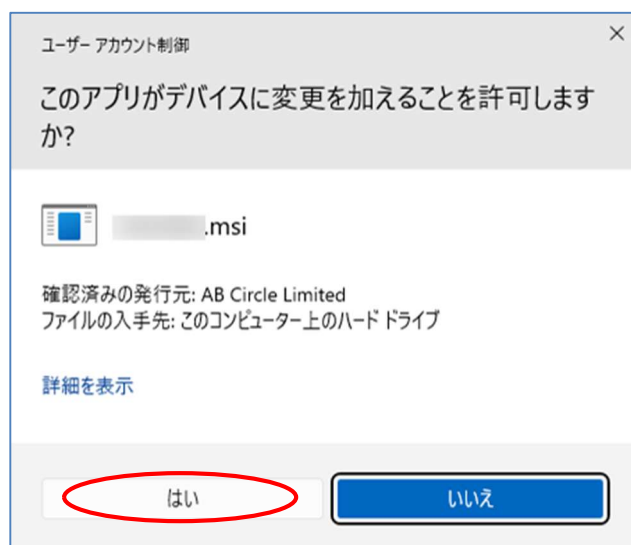 ユーザー アカウント制御
このアプリがデバイスに変更を加えることを許可します
か?
.msi
確認済みの発行元: AB Circle Limited
ファイルの入手先: このコンピューター上のハード ドライブ
詳細を表示
はい
いいえ